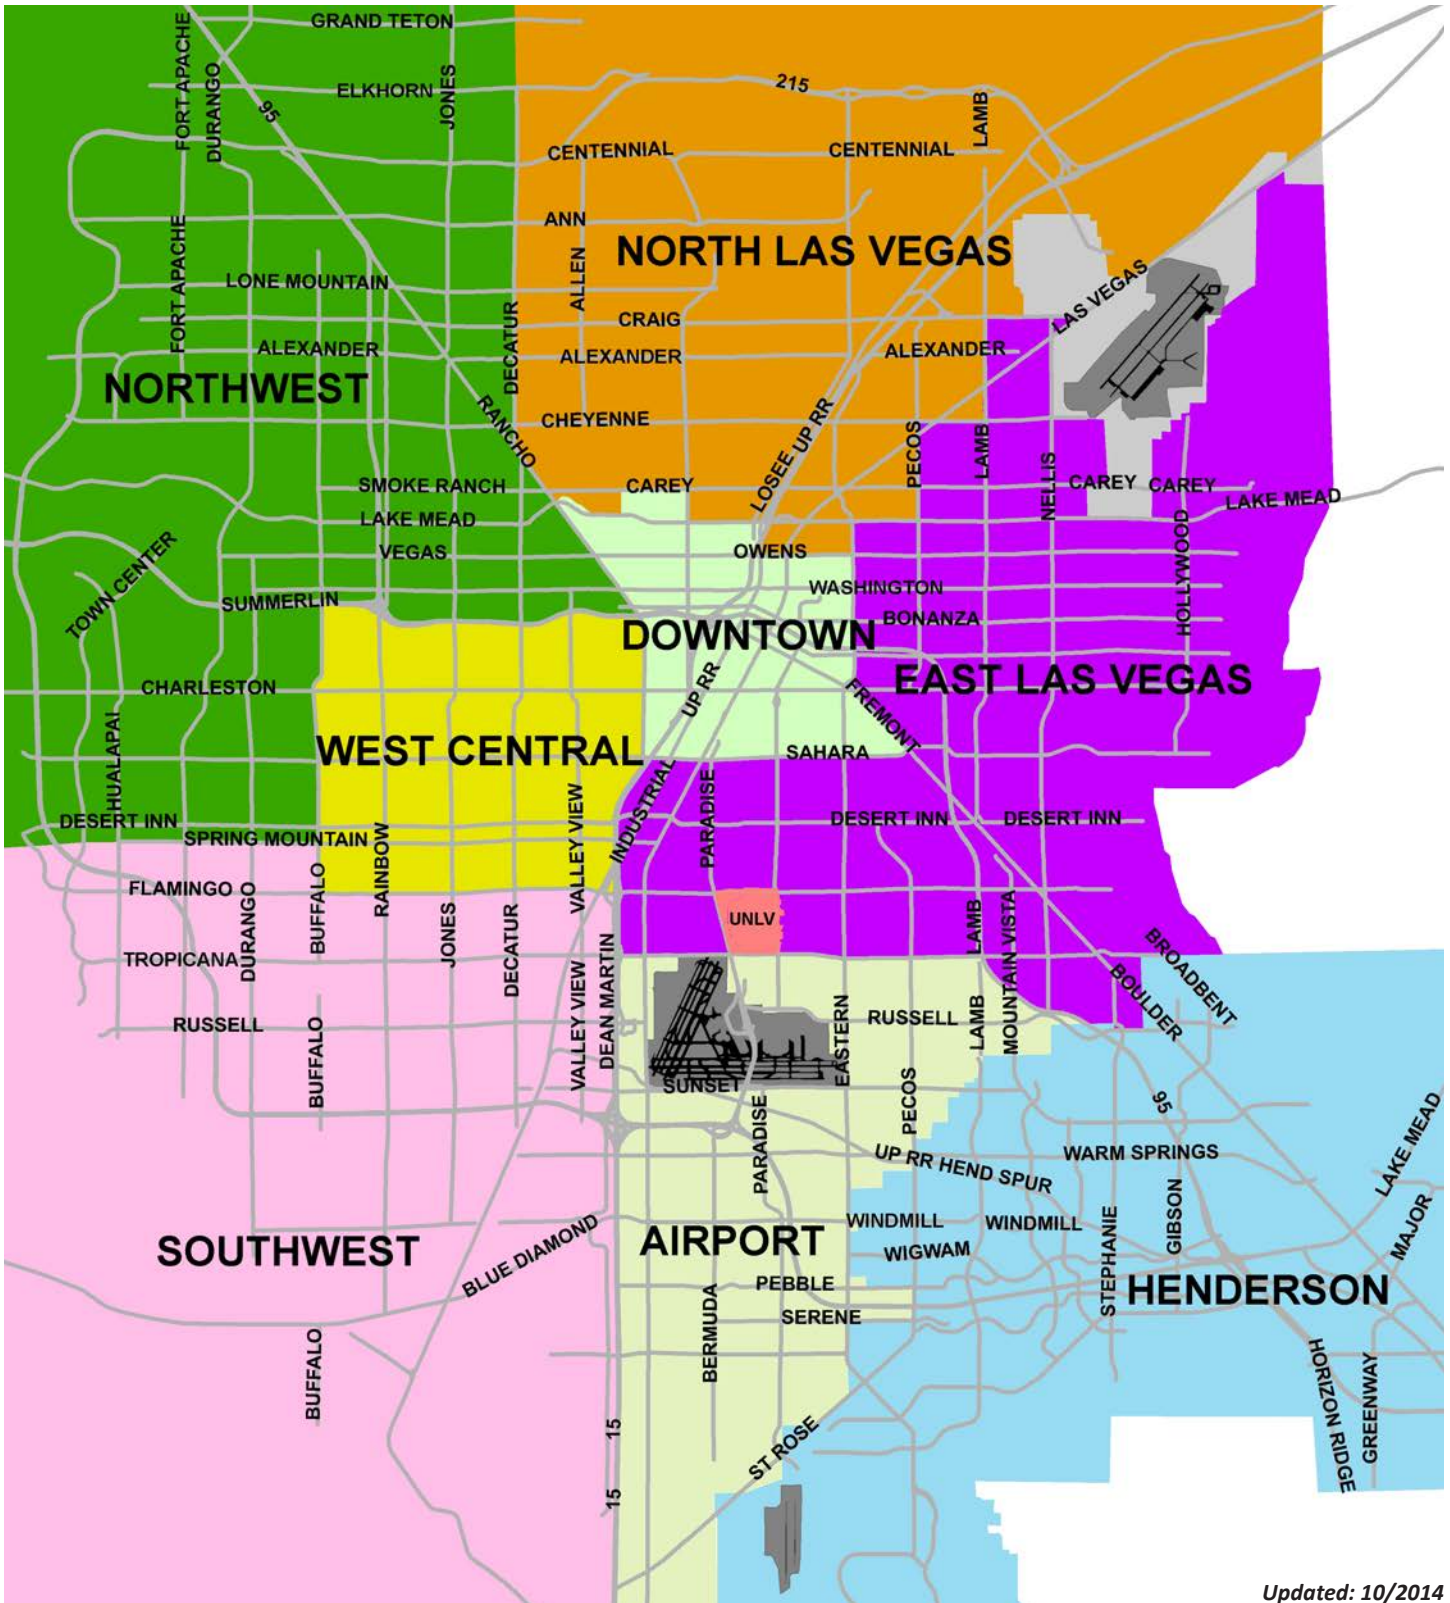 GRAND TETON
FORT APACHE
DURANGO
95
ELKHORN
JONES
215
LAMB
CENTENNIAL
CENTENNIAL
FORT APACHE
ANN
ALLEN
NORTH LAS VEGAS
LONE MOUNTAIN
LAS VEGAS
CRAIG
FORT APACHE
ALEXANDER
DECATUR
ALEXANDER
ALEXANDER
NORTHWEST
RANCHO
CHEYENNE
UP RR
LOSEE
PECOS
LAMB
NELLIS
SMOKE RANCH
CAREY
CAREY
CAREY
LAKE MEAD
LAKE MEAD
VEGAS
OWENS
HOLLYWOOD
TOWN CENTER
SUMMERLIN
WASHINGTON
BONANZA
DOWNTOWN
CHARLESTON
UP RR
FREMONT
EAST LAS VEGAS
HUALAPAI
WEST CENTRAL
SAHARA
INDUSTRIAL
PARADISE
VALLEY VIEW
DESERT INN
DESERT INN
DESERT INN
SPRING MOUNTAIN
RAINBOW
FLAMINGO
DURANGO
BUFFALO
JONES
DECATUR
UNLV
LAMB
MOUNTAIN VISTA
TROPICANA
VALLEY VIEW
DEAN MARTIN
BROADBENT
BOULDER
RUSSELL
BUFFALO
EASTERN
RUSSELL
LAMB
SUNSET
PARADISE
PECOS
95
LAKE MEAD
UP RR HEND SPUR
WARM SPRINGS
STEPHANIE
GIBSON
MAJOR
WINDMILL
WINDMILL
SOUTHWEST
BLUE DIAMOND
AIRPORT
WIGWAM
PEBBLE
HENDERSON
BERMUDA
SERENE
BUFFALO
HORIZON RIDGE
GREENWAY
15
ST ROSE
15
Updated: 10/2014